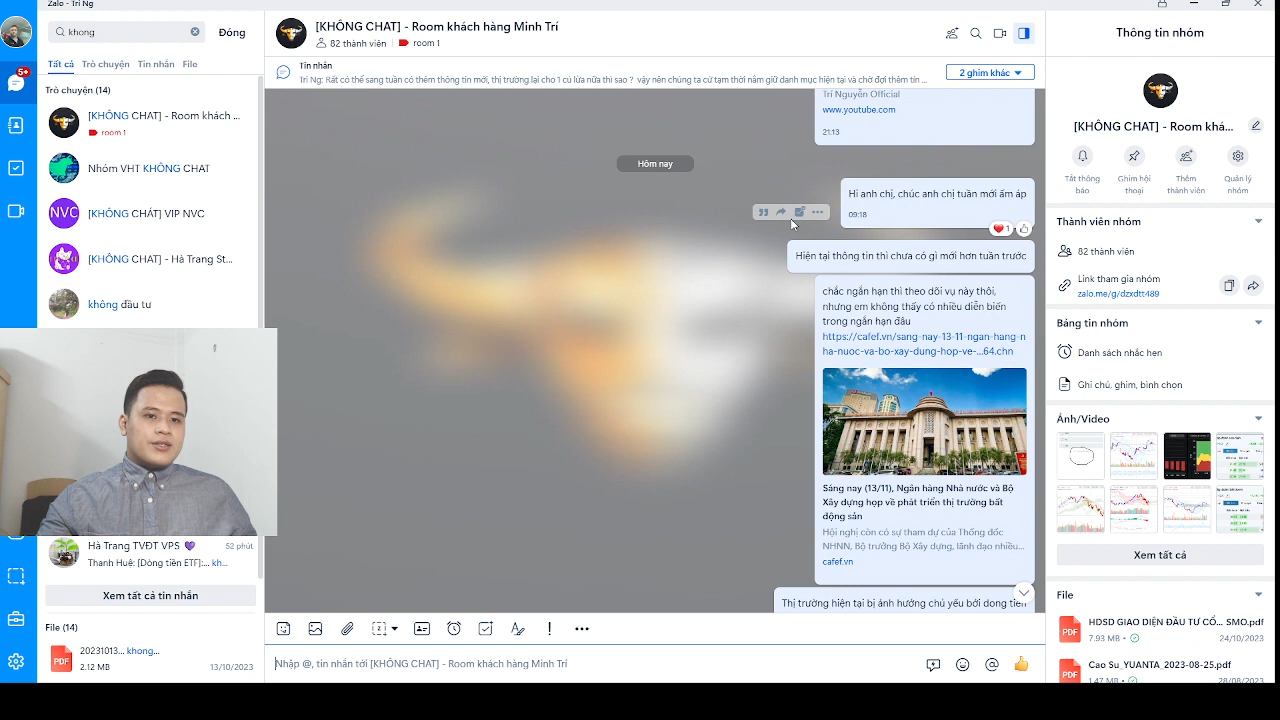 Zalo - Trí Ng
khong
Đóng
Tất cả Trò chuyện Tin nhắn File
Trò chuyện (14)
[KHÔNG CHAT] - Room khách ...
room 1
Nhóm VHT KHÔNG CHAT
NVC
[KHÔNG CHÁT] VIP NVC
[KHÔNG CHAT] - Hà Trang St...
không đầu tư
Hà Trang TVĐT VPS 💜 52 phút
Thanh Huệ: [Dòng tiền ETF]:... kh...
Xem tất cả tin nhắn
File (14)
PDF
20231013... khong...
2.12 MB 13/10/2023
5+
[KHÔNG CHAT] - Room khách hàng Minh Trí
82 thành viên room 1
Tin nhắn
Trí Ng: Rất có thể sang tuần có thêm thông tin mới, thị trường lại cho 1 cú lừa nữa thì sao ? vậy nên chúng ta cứ tạm thời nắm giữ danh mục hiện tại và chờ đợi thêm tín ...
2 ghim khác
Trí Nguyễn Official
www.youtube.com
21:13
Hôm nay
Hi anh chị, chúc anh chị tuần mới ấm áp
09:18
1
Hiện tại thông tin thì chưa có gì mới hơn tuần trước
chắc ngắn hạn thì theo dõi vụ này thôi,
nhưng em không thấy có nhiều diễn biến
trong ngắn hạn đâu
https://cafef.vn/sang-nay-13-11-ngan-hang-n
ha-nuoc-va-bo-xay-dung-hop-ve-...64.chn
Sáng nay (13/11), Ngân hàng Nhà nước và Bộ
Xây dựng họp về phát triển thị trường bất
động sản
Hội nghị còn có sự tham dự của Thống đốc
NHNN, Bộ trưởng Bộ Xây dựng, lãnh đạo nhiều...
cafef.vn
Thị trường hiện tại bị ảnh hưởng chủ yếu bởi dòng tiền
Nhập @, tin nhắn tới [KHÔNG CHAT] - Room khách hàng Minh Trí
Thông tin nhóm
[KHÔNG CHAT] - Room khá...
Tắt thông
báo
Ghim hội
thoại
Thêm
thành viên
Quản lý
nhóm
Thành viên nhóm
82 thành viên
Link tham gia nhóm
zalo.me/g/dzxdtt489
Bảng tin nhóm
Danh sách nhắc hẹn
Ghi chú, ghim, bình chọn
Ảnh/Video
Xem tất cả
File
PDF
HDSD GIAO DIỆN ĐẦU TƯ CỔ... SMO.pdf
7.93 MB 24/10/2023
PDF
Cao Su_YUANTA_2023-08-25.pdf
1.47 MB 28/08/2023